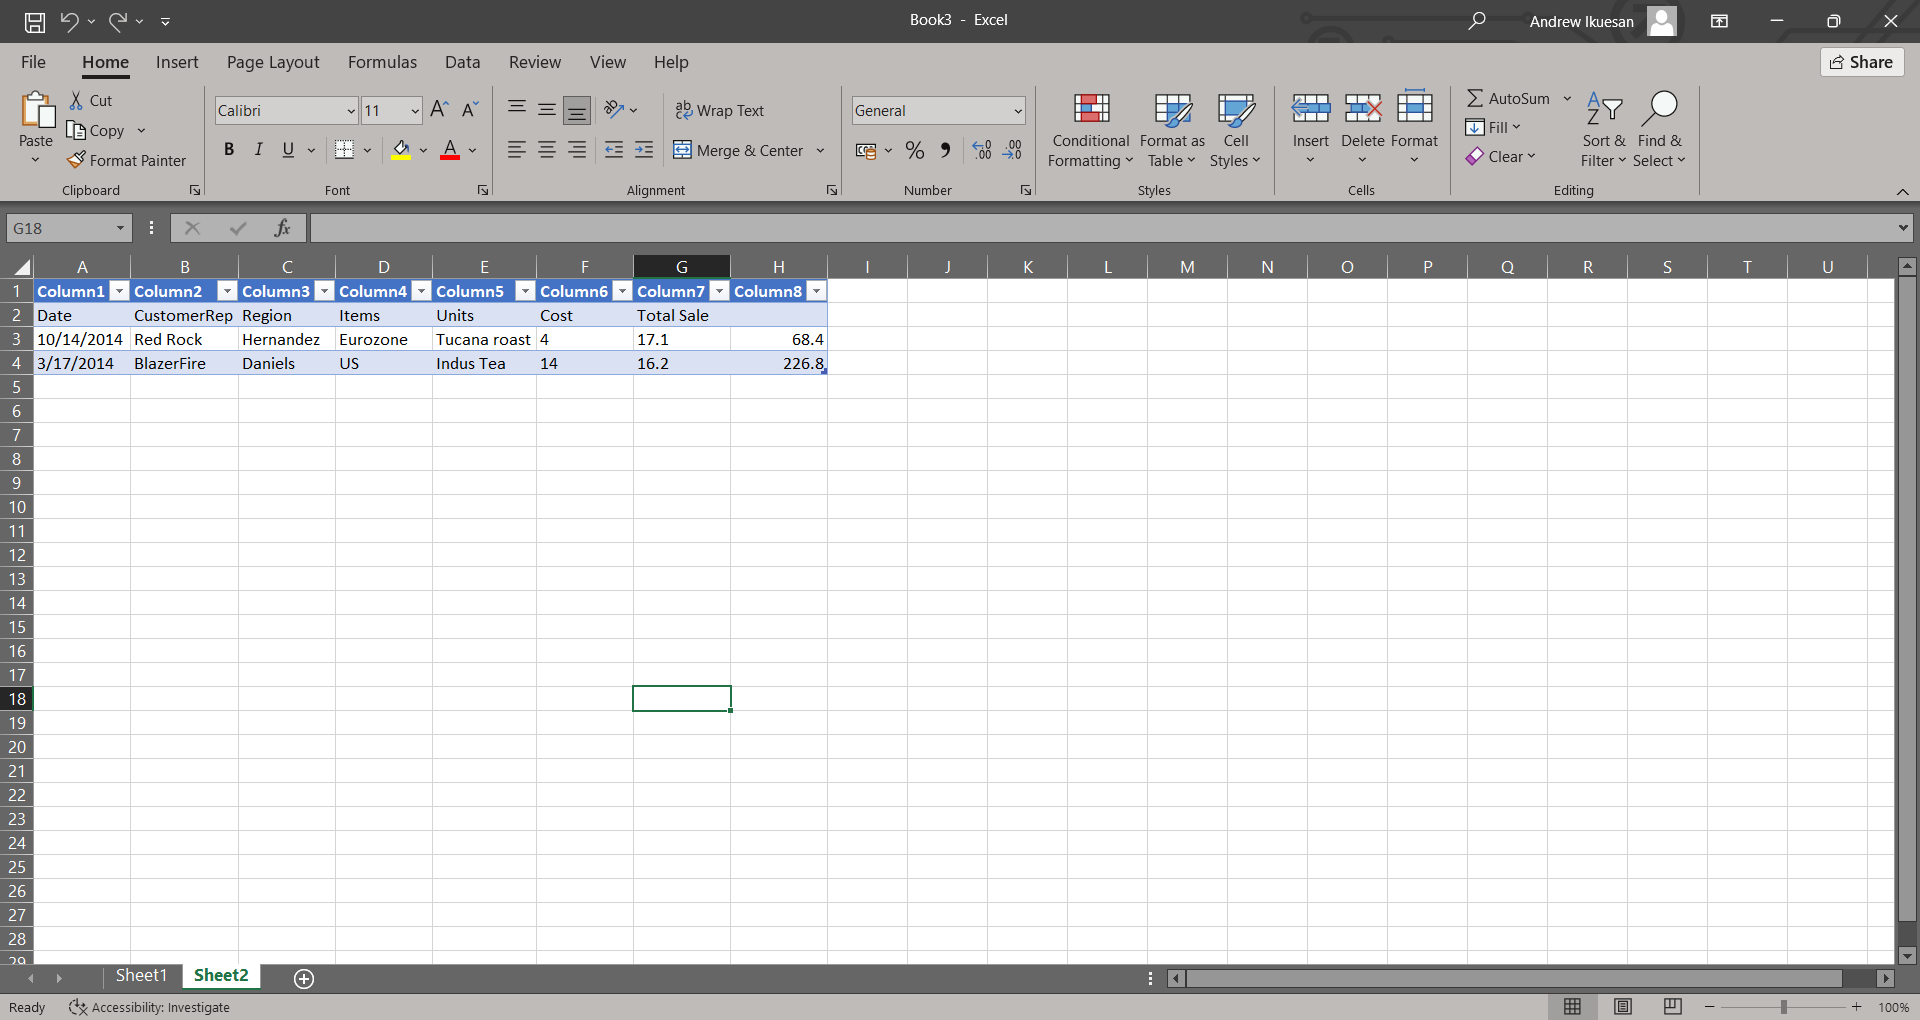 Book3 - Excel
Andrew Ikuesan
File Home Insert Page Layout Formulas Data Review View Help Share
Paste
Cut
Copy
Format Painter
Clipboard
Calibri 11
B I U
Font
Wrap Text
Merge & Center
Alignment
General
Number
Conditional Formatting
Format as Table
Cell Styles
Styles
Insert Delete Format
Cells
AutoSum
Fill
Clear
Sort & Filter
Find & Select
Editing
G18 fx
A B C D E F G H I J K L M N O P Q R S T U
1 Column1 Column2 Column3 Column4 Column5 Column6 Column7 Column8
2 Date CustomerRep Region Items Units Cost Total Sale
3 10/14/2014 Red Rock Hernandez Eurozone Tucana roast 4 17.1 68.4
4 3/17/2014 BlazerFire Daniels US Indus Tea 14 16.2 226.8
5
6
7
8
9
10
11
12
13
14
15
16
17
18
19
20
21
22
23
24
25
26
27
28
29
Sheet1 Sheet2
Ready Accessibility: Investigate 100%